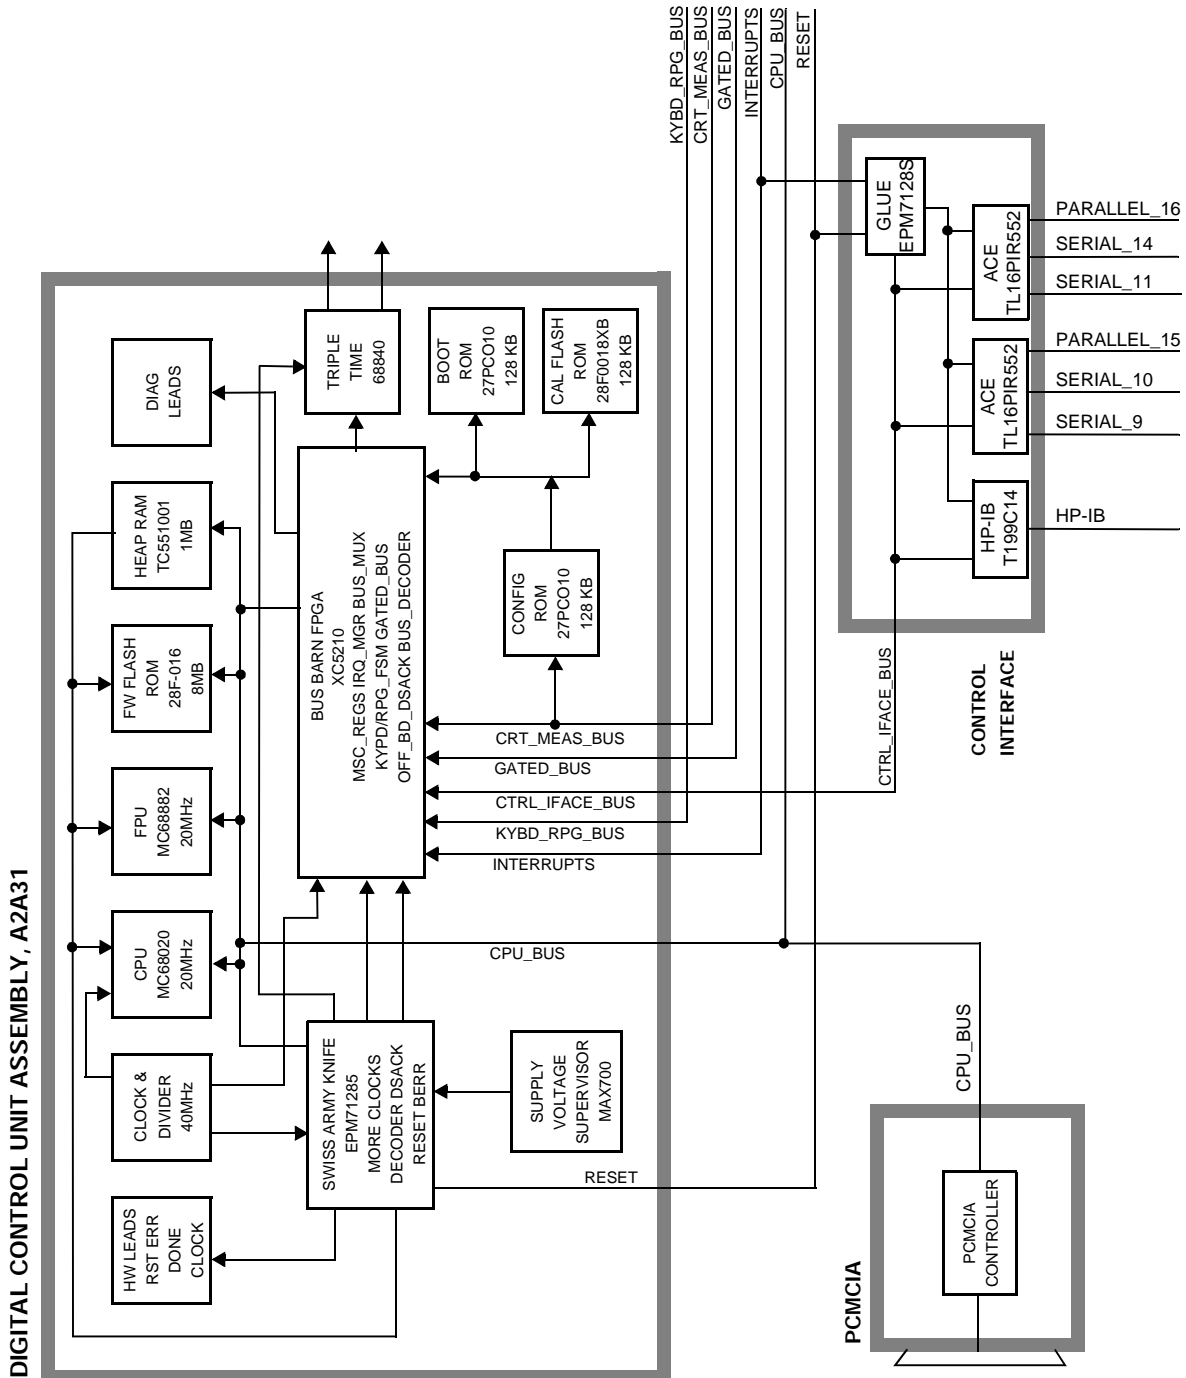 DIGITAL CONTROL UNIT ASSEMBLY, A2A31
HW LEADS
RST ERR
DONE
CLOCK
CLOCK &
DIVIDER
40MHz
CPU
MC68020
20MHz
FPU
MC68882
20MHz
FW FLASH
ROM
28F-016
8MB
HEAP RAM
TC551001
1MB
DIAG
LEADS
SWISS ARMY KNIFE
EPM71285
MORE CLOCKS
DECODER DSACK
RESET BERR
BUS BARN FPGA
XC5210
MSC_REGS IRQ_MGR BUS_MUX
KYPD/RPG_FSM GATED_BUS
OFF_BD_DSACK BUS_DECODER
TRIPLE
TIME
68840
SUPPLY
VOLTAGE
SUPERVISOR
MAX700
CONFIG
ROM
27PCO10
128 KB
BOOT
ROM
27PCO10
128 KB
CAL FLASH
ROM
28F0018XB
128 KB
CRT_MEAS_BUS
GATED_BUS
CTRL_IFACE_BUS
KYBD_RPG_BUS
INTERRUPTS
CPU_BUS
RESET
KYBD_RPG_BUS
CRT_MEAS_BUS
GATED_BUS
INTERRUPTS
CPU_BUS
RESET
GLUE
EPM7128S
ACE
TL16PIR552
ACE
TL16PIR552
HP-IB
T199C14
PARALLEL_16
SERIAL_14
SERIAL_11
PARALLEL_15
SERIAL_10
SERIAL_9
HP-IB
CTRL_IFACE_BUS
CONTROL
INTERFACE
CPU_BUS
PCMCIA
PCMCIA
CONTROLLER